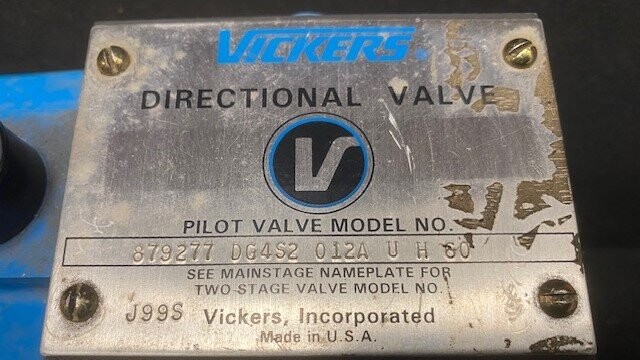 VICKERS®
DIRECTIONAL VALVE
V
PILOT VALVE MODEL NO.
879277 DG4S2 012A U H 60
SEE MAINSTAGE NAMEPLATE FOR
TWO-STAGE VALVE MODEL NO.
J99S Vickers, Incorporated
Made in U.S.A.